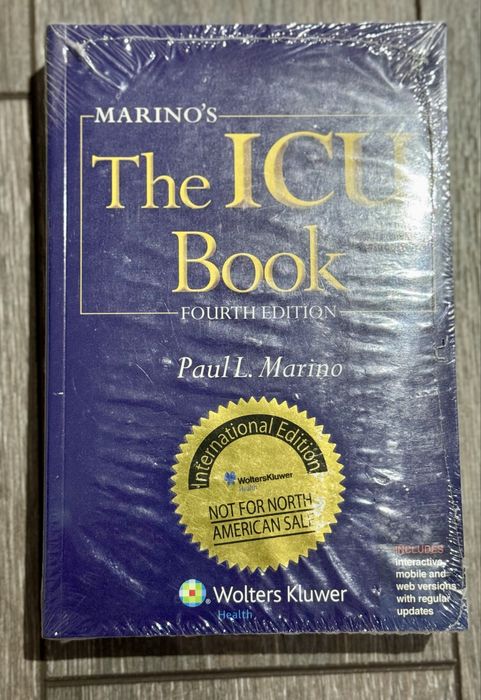 MARINO'S
The ICU
Book
FOURTH EDITION
Paul L. Marino
International Edition
WoltersKluwer
Health
NOT FOR NORTH
AMERICAN SALE
INCLUDES
interactive
mobile and
web versions
with regular
updates
Wolters Kluwer
Health